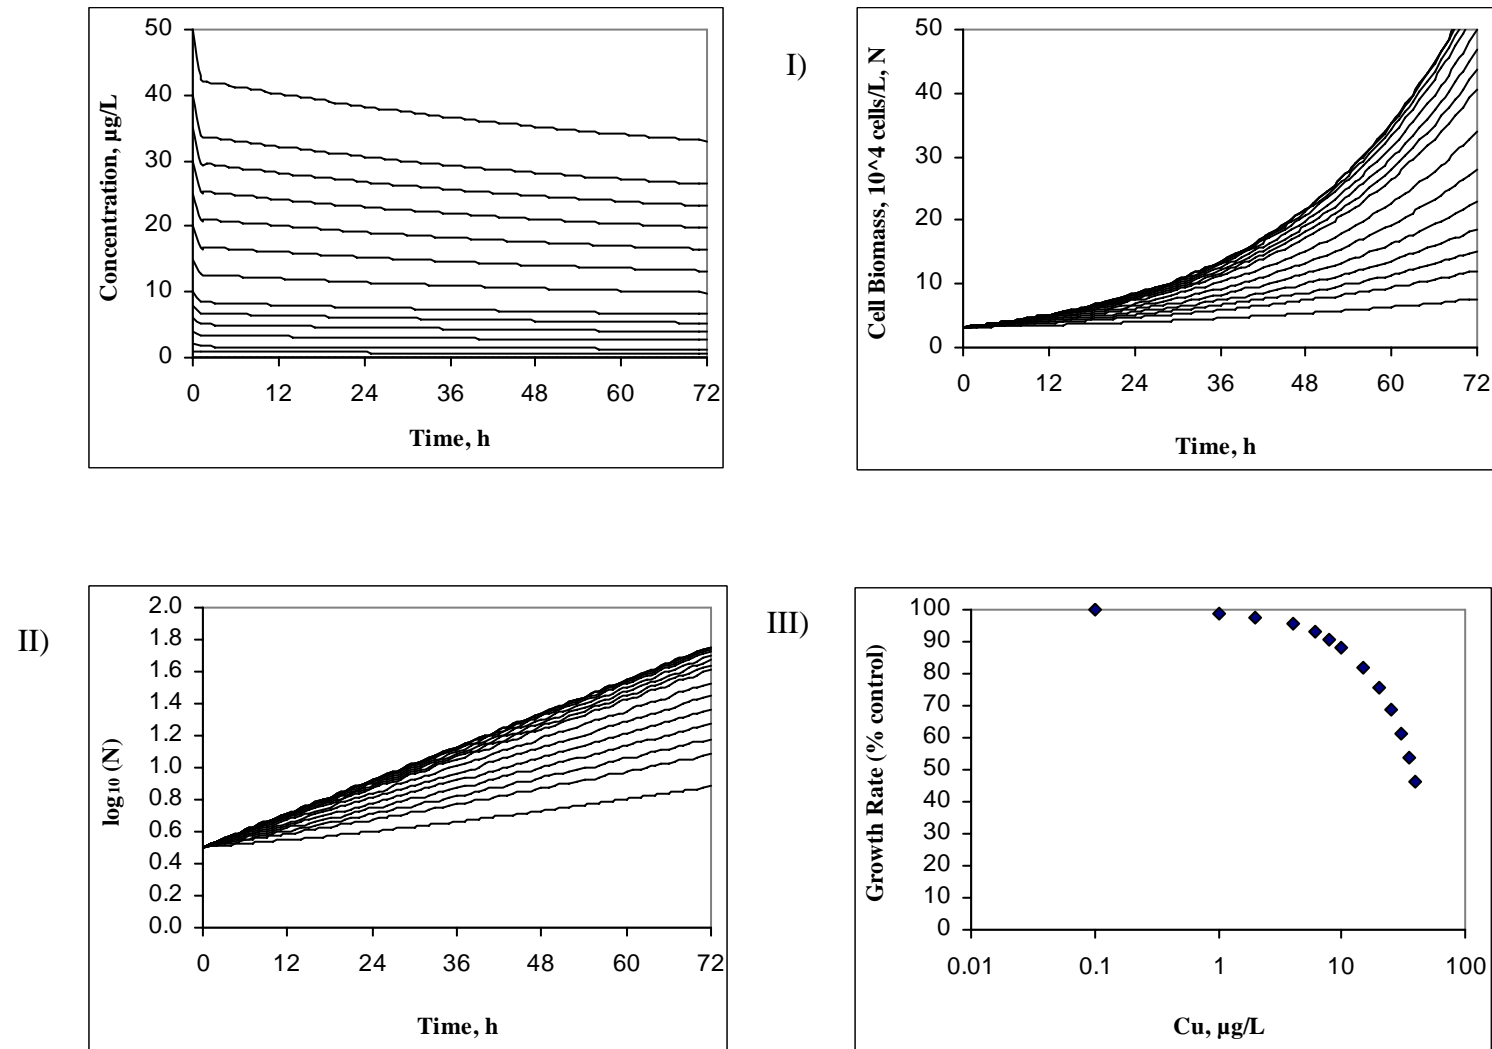 50
40
30
20
10
0
Concentration, µg/L
0 12 24 36 48 60 72
Time, h
I)
50
40
30
20
10
0
Cell Biomass, 10^4 cells/L, N
0 12 24 36 48 60 72
Time, h
II)
2.0
1.8
1.6
1.4
1.2
1.0
0.8
0.6
0.4
0.2
0.0
log10 (N)
0 12 24 36 48 60 72
Time, h
III)
100
90
80
70
60
50
40
30
20
10
0
Growth Rate (% control)
0.01 0.1 1 10 100
Cu, µg/L